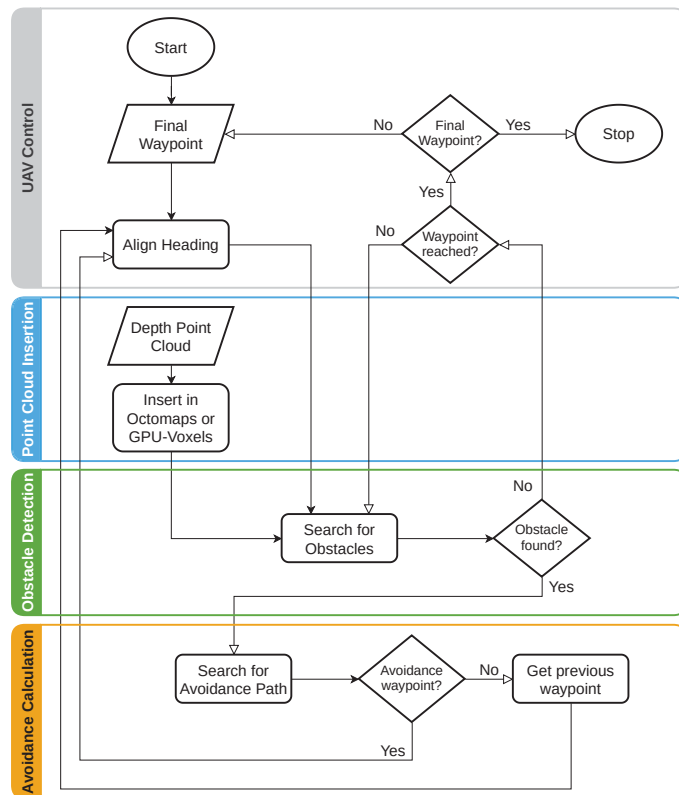 UAV Control
Start
Final
Waypoint
No
Final
Waypoint?
Yes
Stop
Yes
Align Heading
No
Waypoint
reached?
Point Cloud Insertion
Depth Point
Cloud
Insert in
Octomaps or
GPU-Voxels
Obstacle Detection
No
Search for
Obstacles
Obstacle
found?
Yes
Avoidance Calculation
Search for
Avoidance Path
Avoidance
waypoint?
No
Get previous
waypoint
Yes